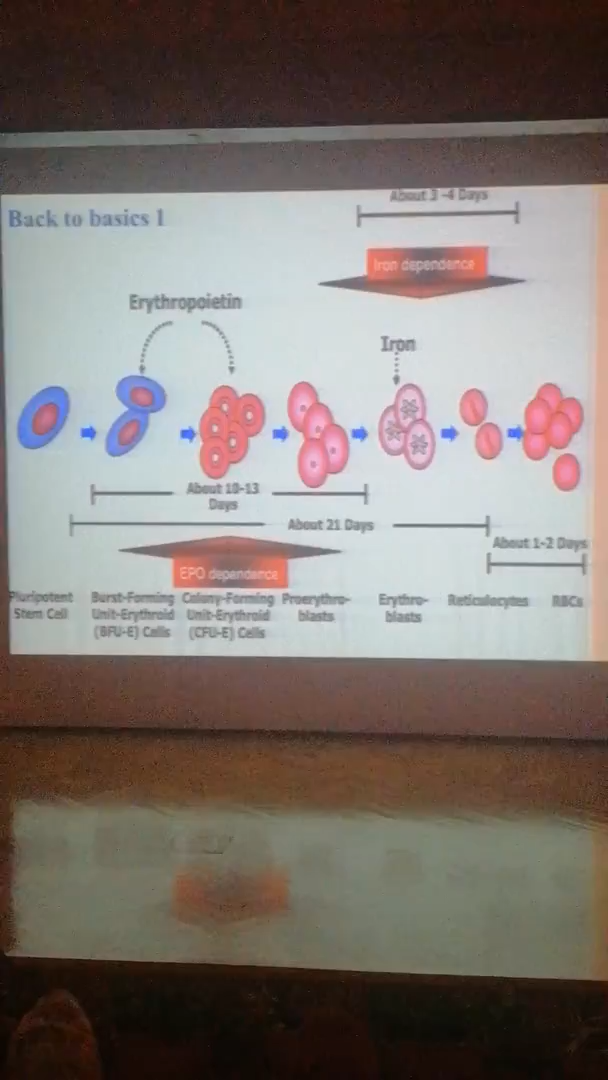 About 3 -4 Days
Back to basics 1
Iron dependence
Erythropoietin
Iron
About 10-13
Days
About 21 Days
About 1-2 Days
EPO dependence
Pluripotent
Stem Cell
Burst-Forming
Unit-Erythroid
(BFU-E) Cells
Colony-Forming
Unit-Erythroid
(CFU-E) Cells
Proerythro-
blasts
Erythro-
blasts
Reticulocytes
RBCs